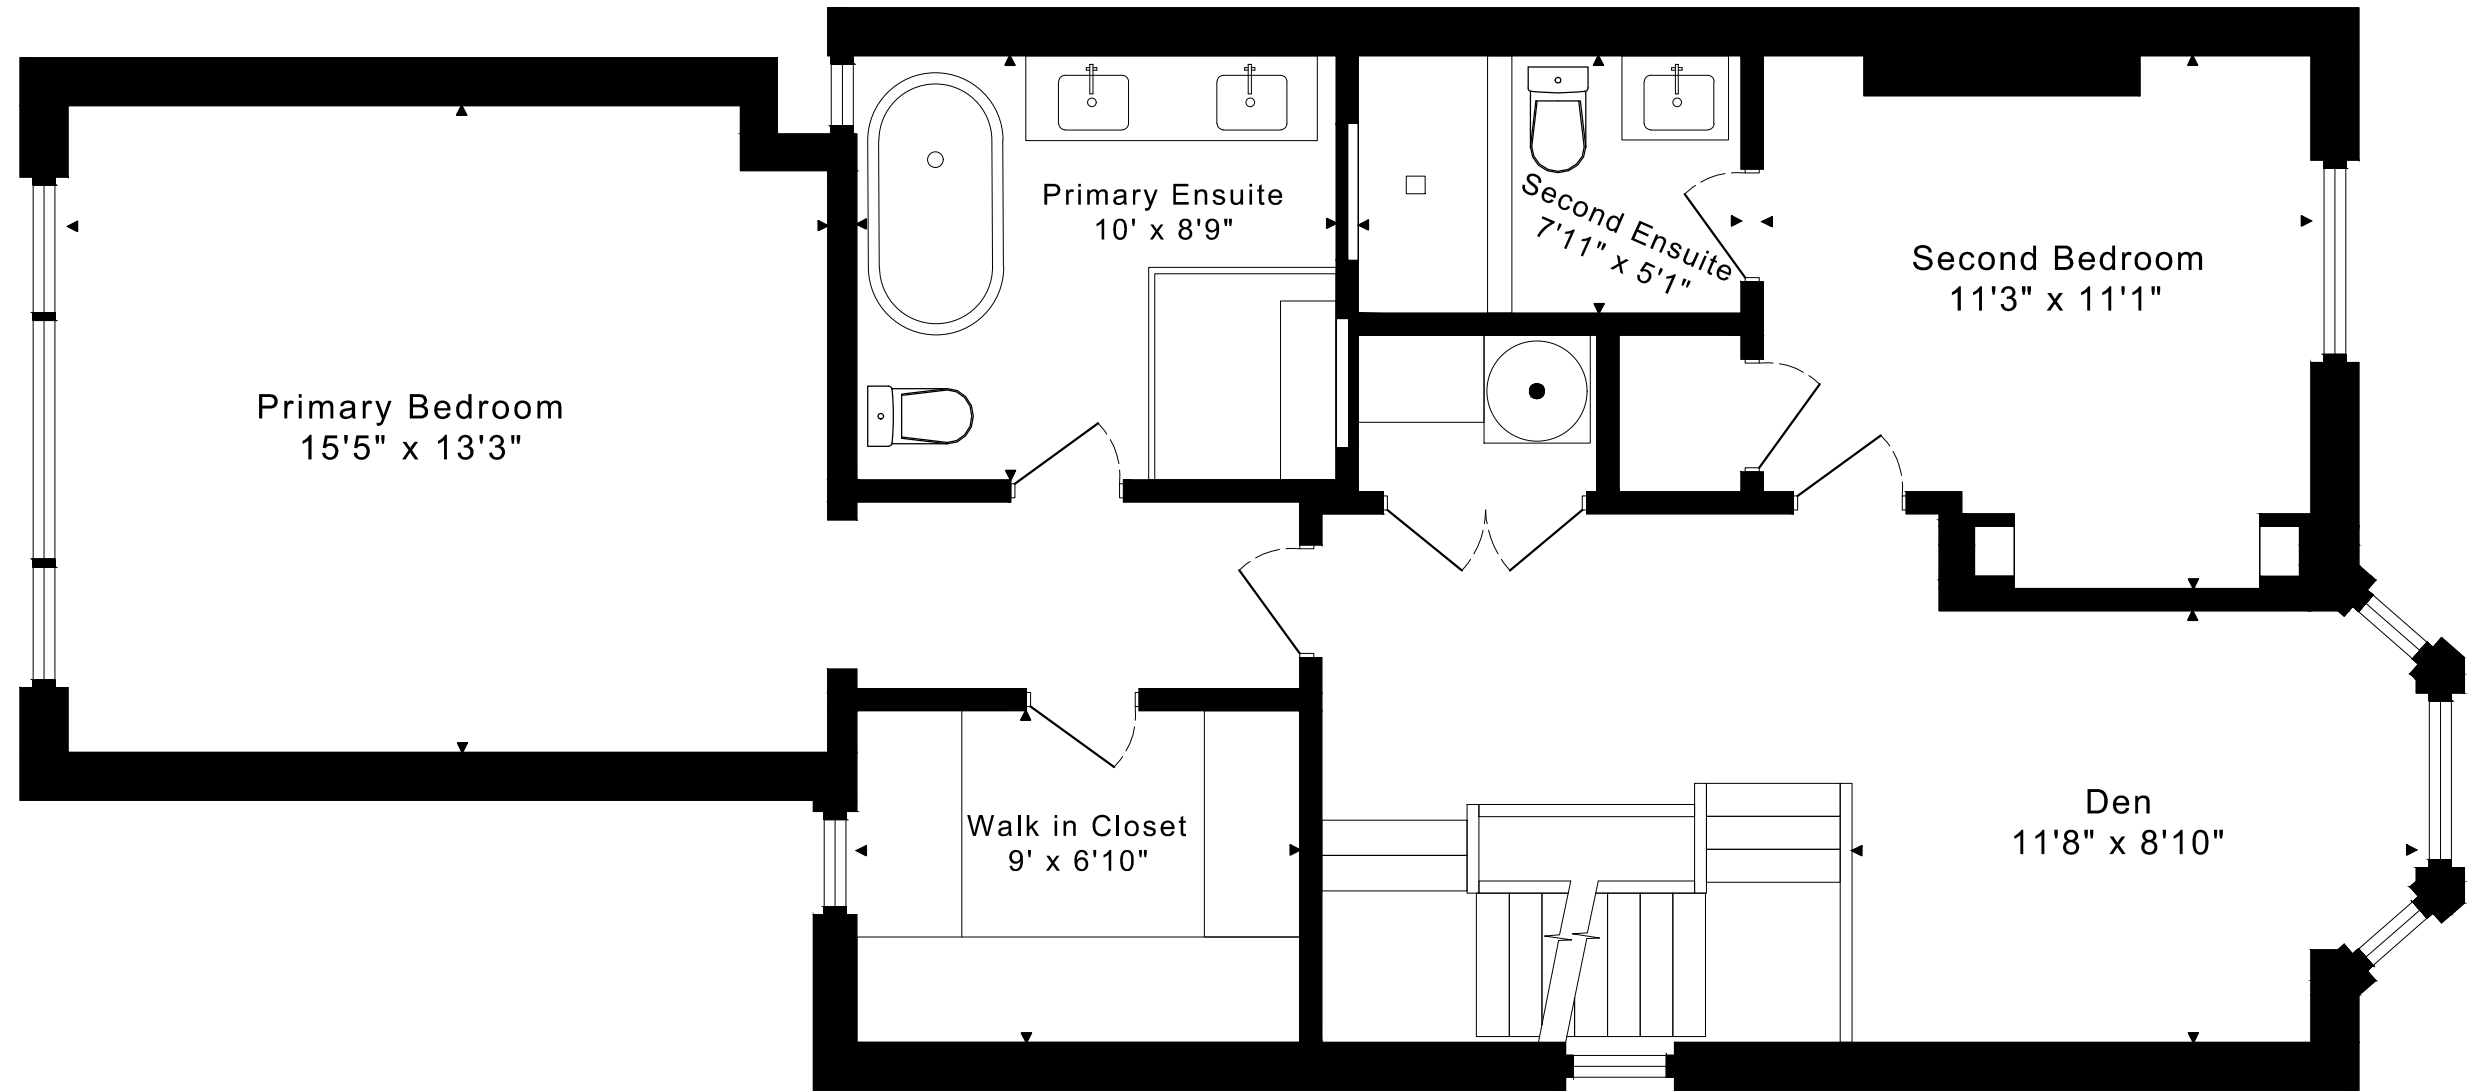 Primary Ensuite
10' x 8'9"
Second Ensuite
7'11" x 5'1"
Second Bedroom
11'3" x 11'1"
Primary Bedroom
15'5" x 13'3"
Walk in Closet
9' x 6'10"
Den
11'8" x 8'10"